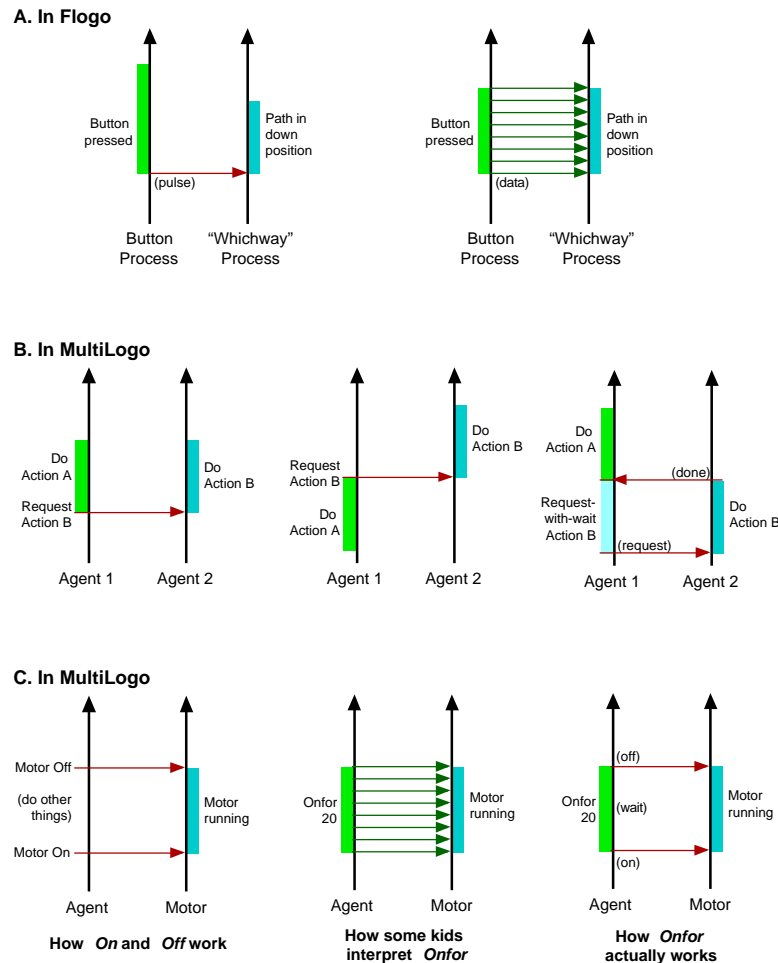 A. In Flogo
Button
pressed
(pulse)
Path in
down
position
Button
Process
“Whichway”
Process
Button
pressed
(data)
Path in
down
position
Button
Process
“Whichway”
Process
B. In MultiLogo
Do
Action A
Request
Action B
Do
Action B
Agent 1
Agent 2
Request
Action B
Do
Action A
Do
Action B
Agent 1
Agent 2
Do
Action A
(done)
Request-
with-wait
Action B
(request)
Do
Action B
Agent 1
Agent 2
C. In MultiLogo
Motor Off
(do other
things)
Motor On
Motor
running
Agent
Motor
How On and Off work
Onfor
20
Motor
running
Agent
Motor
How some kids
interpret Onfor
(off)
Onfor
20
(wait)
(on)
Motor
running
Agent
Motor
How Onfor
actually works